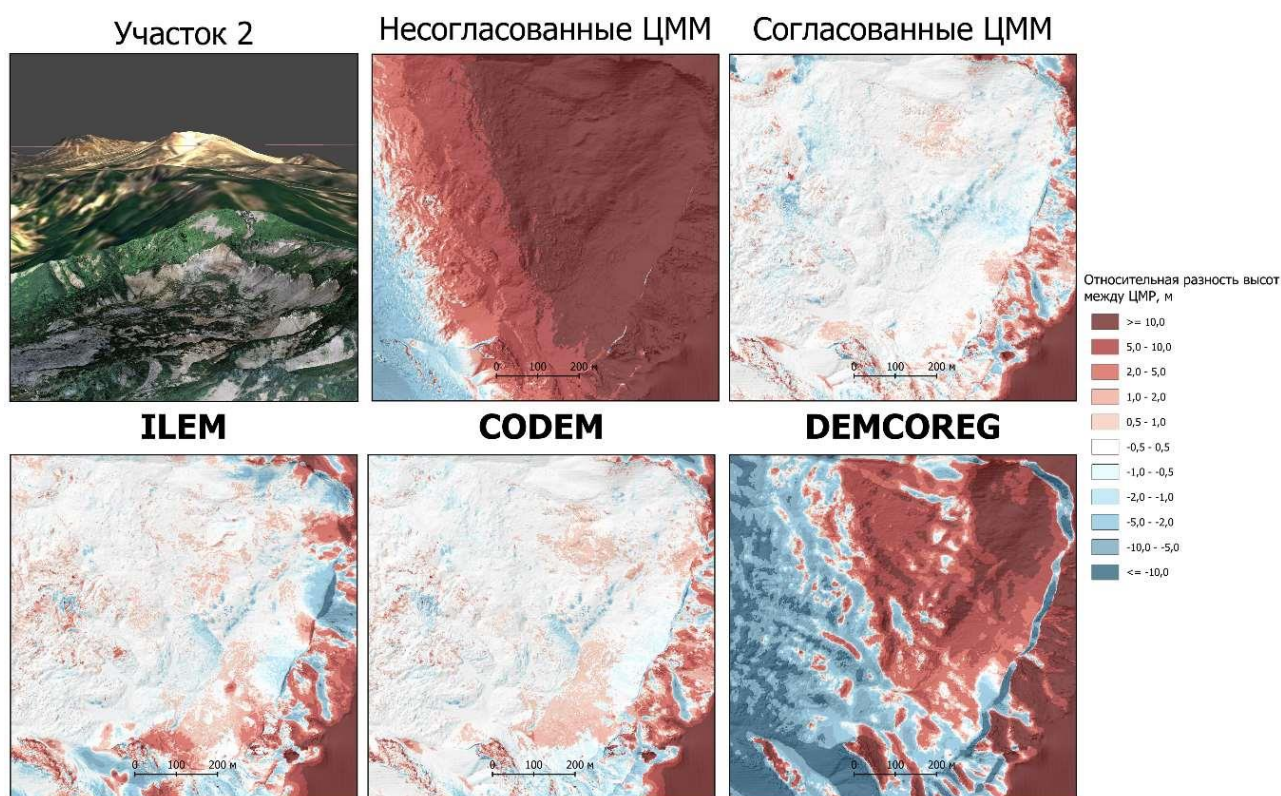 Участок 2
Несогласованные ЦММ
Согласованные ЦММ
0 100 200 м
0 100 200 м
Относительная разность высот
между ЦМР, м
>= 10,0
5,0 - 10,0
2,0 - 5,0
1,0 - 2,0
0,5 - 1,0
-0,5 - 0,5
-1,0 - -0,5
-2,0 - -1,0
-5,0 - -2,0
-10,0 - -5,0
<= -10,0
ILEM
CODEM
DEMCOREG
0 100 200 м
0 100 200 м
0 100 200 м